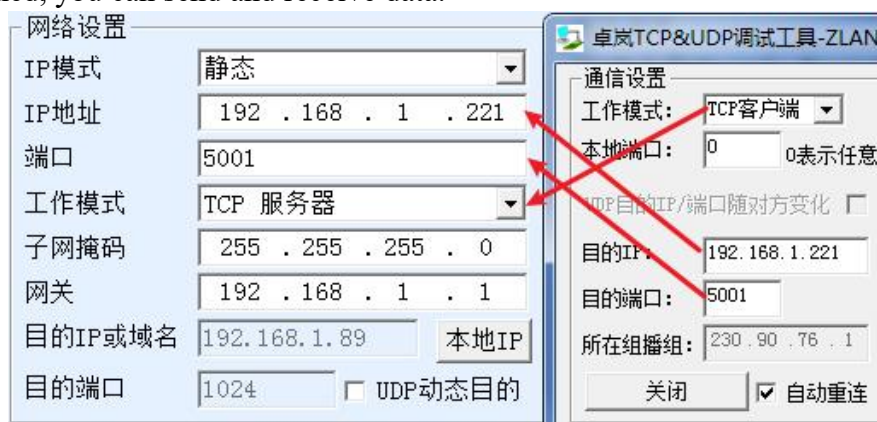 you can send and receive data.
网络设置
IP模式 静态
IP地址 192 . 168 . 1 . 221
端口 5001
工作模式 TCP 服务器
子网掩码 255 . 255 . 255 . 0
网关 192 . 168 . 1 . 1
目的IP或域名 192.168.1.89 本地IP
目的端口 1024 UDP动态目的
卓岚TCP&UDP调试工具-ZLAN
通信设置
工作模式: TCP客户端
本地端口: 0 0表示任意
UDP目的IP/端口随对方变化
目的IP: 192.168.1.221
目的端口: 5001
所在组播组: 230 .90 .76 . 1
关闭 自动重连